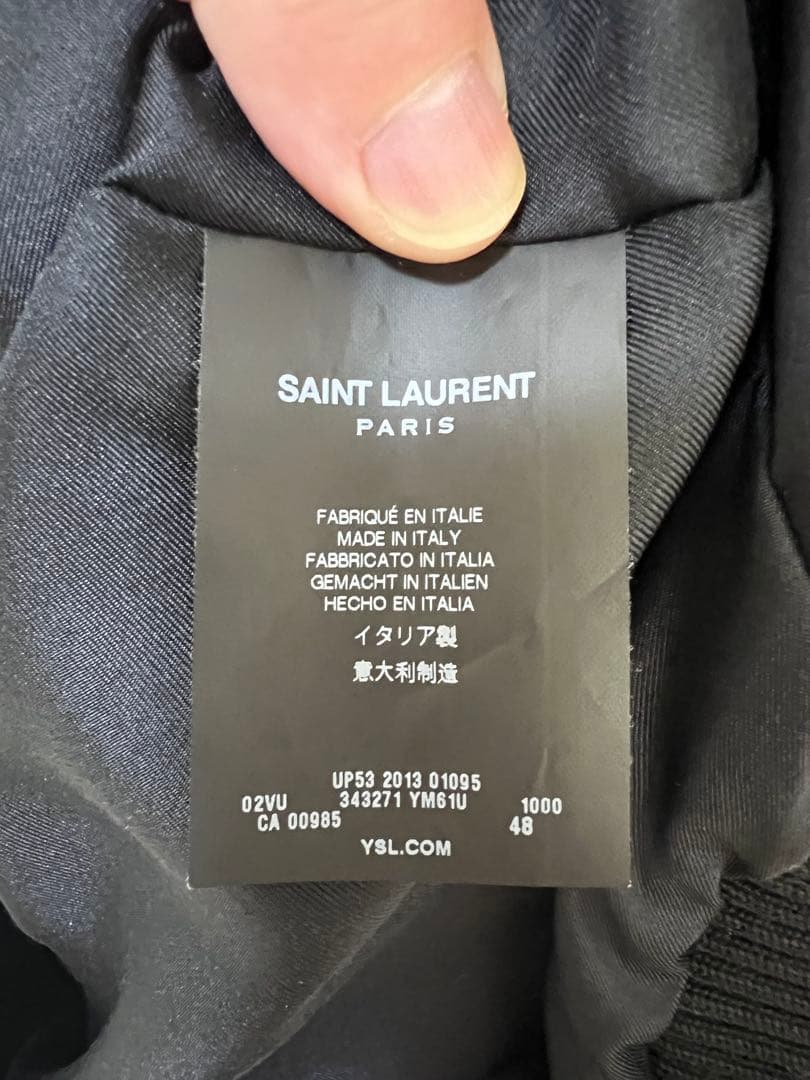 SAINT LAURENT
PARIS
FABRIQUÉ EN ITALIE
MADE IN ITALY
FABBRICATO IN ITALIA
GEMACHT IN ITALIEN
HECHO EN ITALIA
イタリア製
意大利制造
UP53 2013 01095
02VU 343271 YM61U 1000
CA 00985 48
YSL.COM